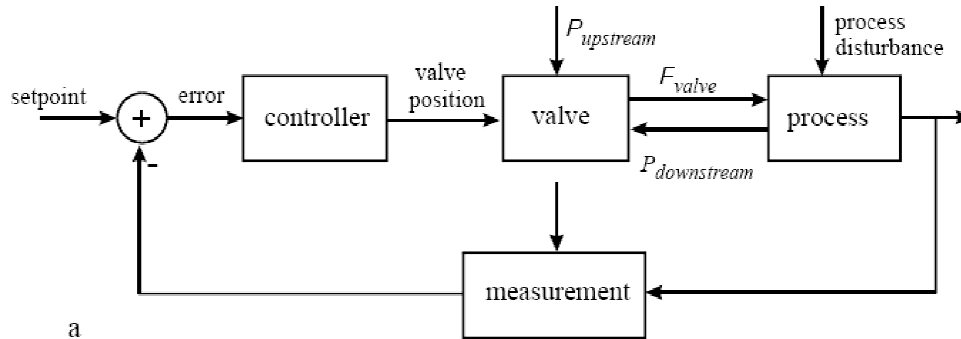 P_upstream
process
disturbance
valve
position
F_valve
setpoint
error
+
controller
valve
process
-
P_downstream
measurement
a